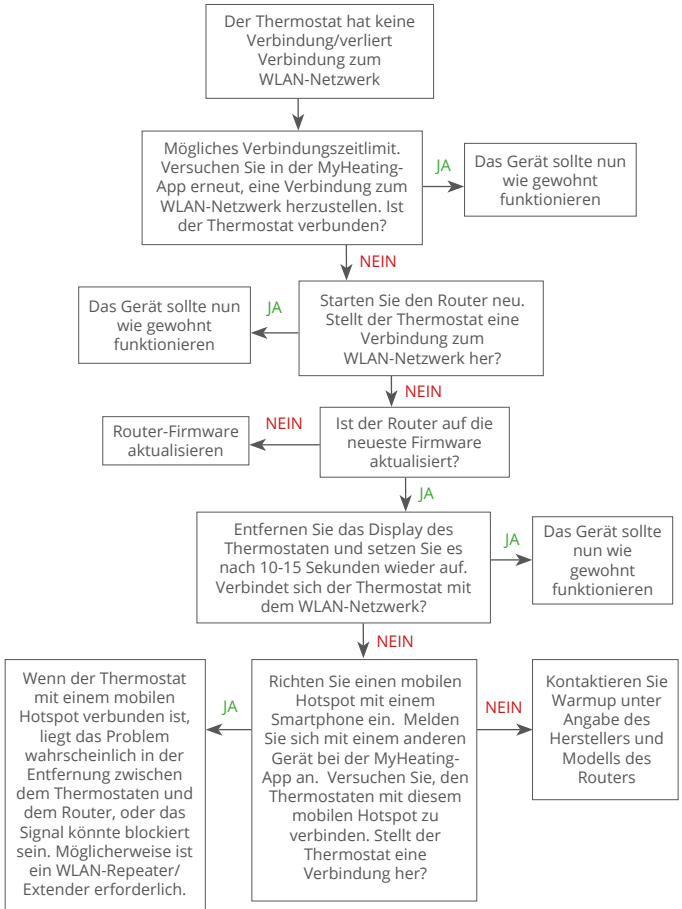 Der Thermostat hat keine
Verbindung/verliert
Verbindung zum
WLAN-Netzwerk
Mögliches Verbindungszeitlimit.
Versuchen Sie in der MyHeating-
App erneut, eine Verbindung zum
WLAN-Netzwerk herzustellen. Ist
der Thermostat verbunden?
JA
Das Gerät sollte nun
wie gewohnt
funktionieren
NEIN
Starten Sie den Router neu.
Stellt der Thermostat eine
Verbindung zum
WLAN-Netzwerk her?
JA
Das Gerät sollte nun
wie gewohnt
funktionieren
NEIN
Ist der Router auf die
neueste Firmware
aktualisiert?
NEIN
Router-Firmware
aktualisieren
JA
Entfernen Sie das Display des
Thermostaten und setzen Sie es
nach 10-15 Sekunden wieder auf.
Verbindet sich der Thermostat mit
dem WLAN-Netzwerk?
JA
Das Gerät sollte
nun wie
gewohnt
funktionieren
NEIN
Richten Sie einen mobilen
Hotspot mit einem
Smartphone ein.  Melden
Sie sich mit einem anderen
Gerät bei der MyHeating-
App an.  Versuchen Sie, den
Thermostaten mit diesem
mobilen Hotspot zu
verbinden. Stellt der
Thermostat eine
Verbindung her?
JA
Wenn der Thermostat
mit einem mobilen
Hotspot verbunden ist,
liegt das Problem
wahrscheinlich in der
Entfernung zwischen
dem Thermostaten und
dem Router, oder das
Signal könnte blockiert
sein. Möglicherweise ist
ein WLAN-Repeater/
Extender erforderlich.
NEIN
Kontaktieren Sie
Warmup unter
Angabe des
Herstellers und
Modells des
Routers